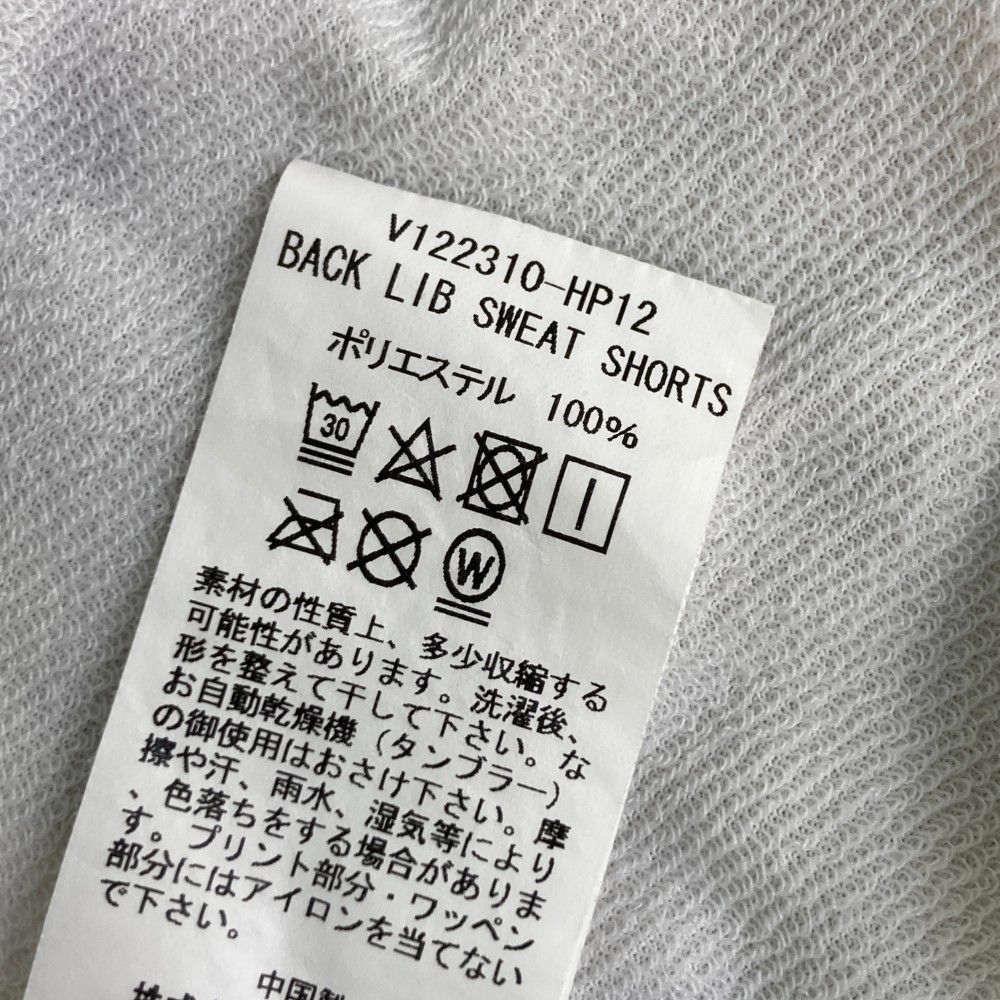 V122310-HP12
BACK LIB SWEAT SHORTS
ポリエステル 100%
30
W
素材の性質上、多少収縮する
可能性があります。洗濯後、
形を整えて干して下さい。な
お自動乾燥機（タンブラー）
の御使用はおさけ下さい。摩
擦や汗、雨水、湿気等により
、色落ちをする場合がありま
す。プリント部分・ワッペン
部分にはアイロンを当てない
で下さい。
中国製